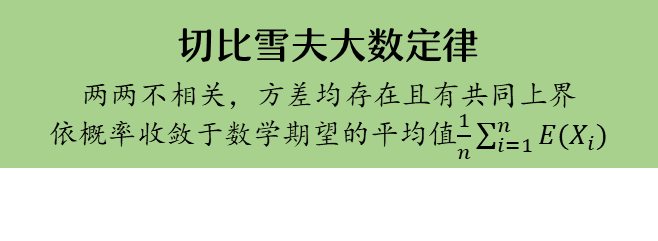 切比雪夫大数定律
两两不相关，方差均存在且有共同上界
依概率收敛于数学期望的平均值$\frac{1}{n}\sum_{i=1}^{n} E(X_i)$